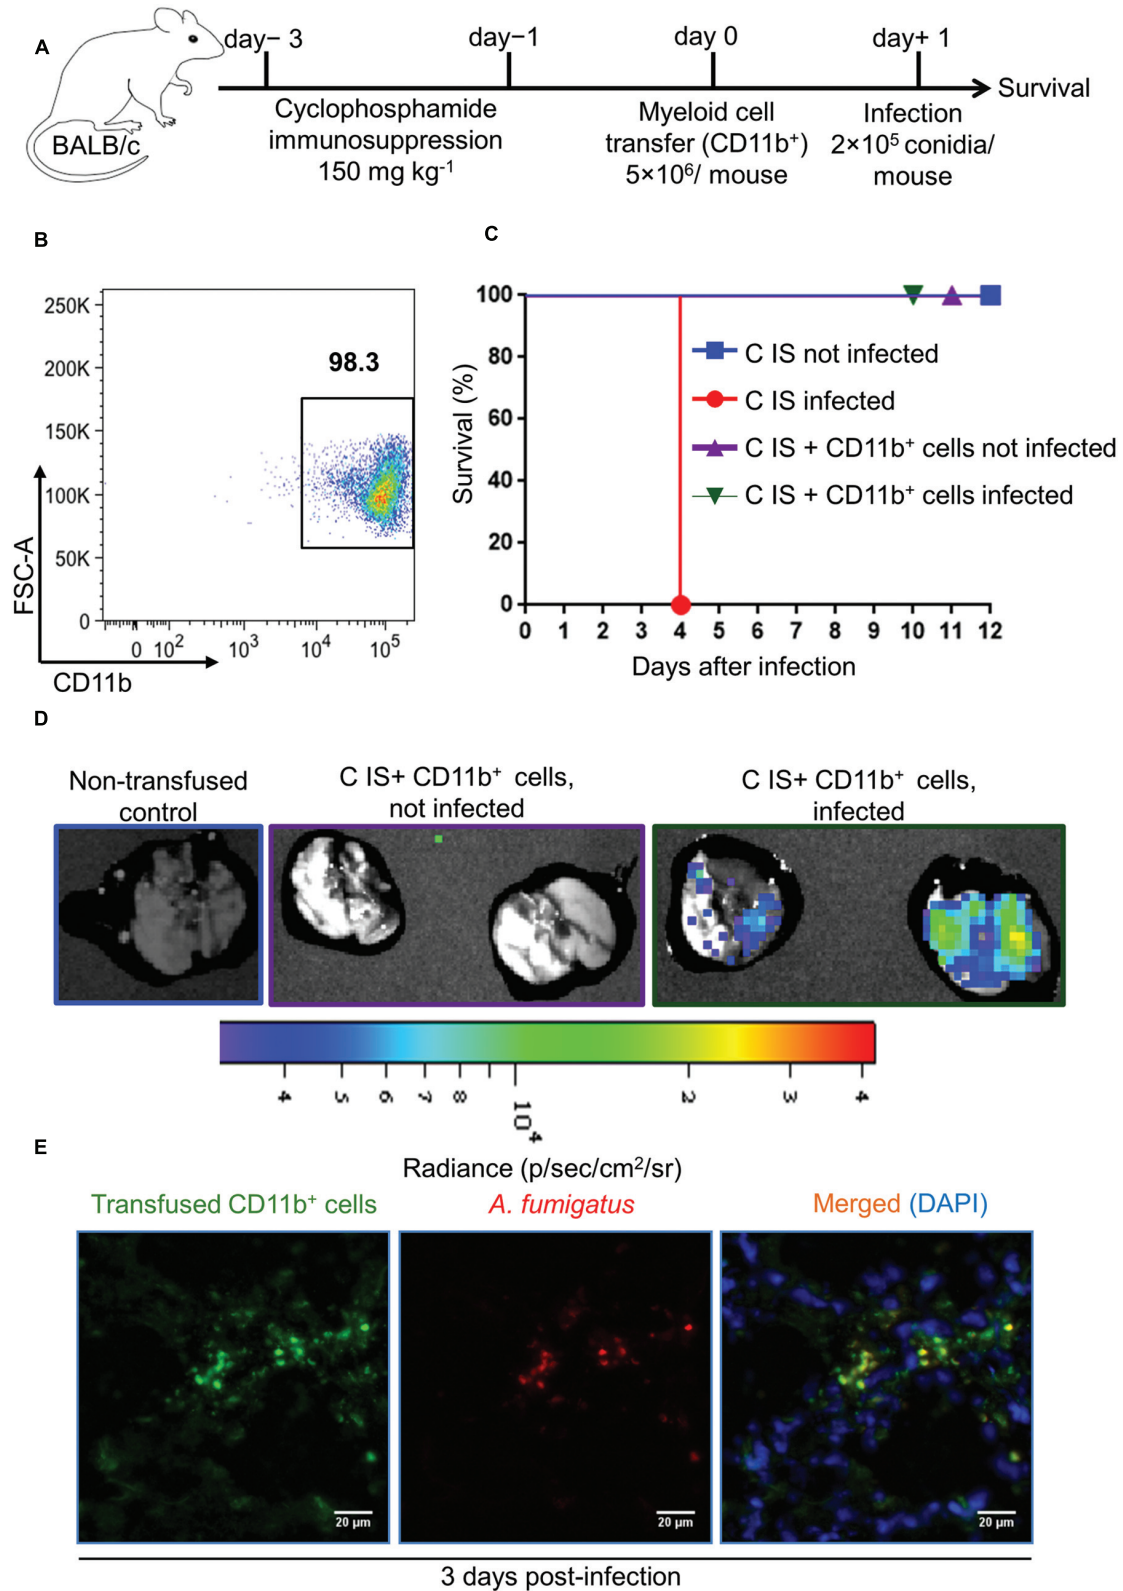 A
day− 3
day−1
day 0
day+ 1
Survival
BALB/c
Cyclophosphamide
immunosuppression
150 mg kg-1
Myeloid cell
transfer (CD11b+)
5×10⁶/ mouse
Infection
2×10⁵ conidia/
mouse
B
250K
200K
150K
100K
50K
0
98.3
0 10² 10³ 10⁴ 10⁵
FSC-A
CD11b
C
100
80
60
40
20
0
Survival (%)
0 1 2 3 4 5 6 7 8 9 10 11 12
Days after infection
C IS not infected
C IS infected
C IS + CD11b+ cells not infected
C IS + CD11b+ cells infected
D
Non-transfused
control
C IS+ CD11b+ cells,
not infected
C IS+ CD11b+ cells,
infected
4 5 6 7 8 10⁴ 2 3 4
Radiance (p/sec/cm²/sr)
E
Transfused CD11b+ cells
A. fumigatus
Merged (DAPI)
20 µm
20 µm
20 µm
3 days post-infection